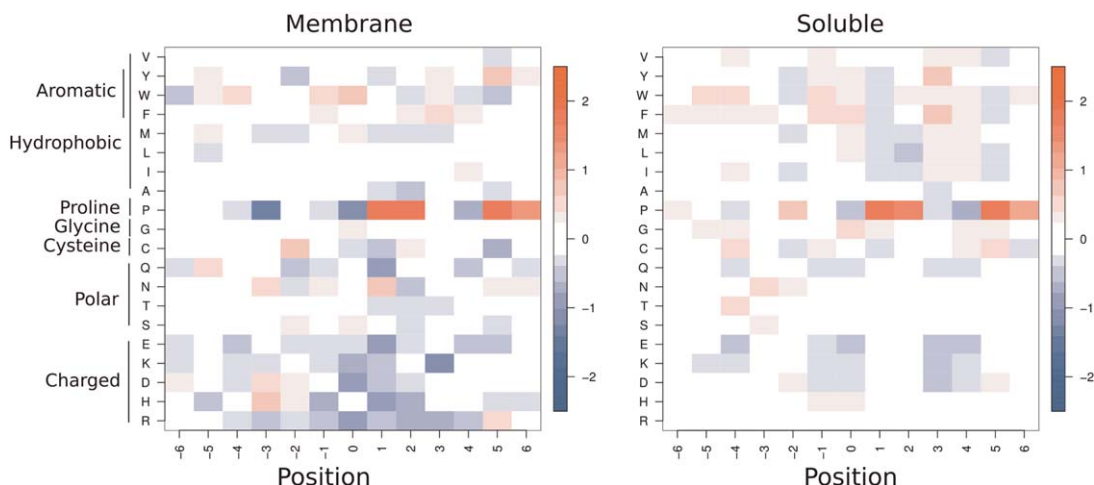 Membrane Soluble
Aromatic
Hydrophobic
Proline
Glycine
Cysteine
Polar
Charged
V
Y
W
F
M
L
I
A
P
G
C
Q
N
T
S
E
K
D
H
R
-6 -5 -4 -3 -2 -1 0 1 2 3 4 5 6
Position
2
1
0
-1
-2
V
Y
W
F
M
L
I
A
P
G
C
Q
N
T
S
E
K
D
H
R
-6 -5 -4 -3 -2 -1 0 1 2 3 4 5 6
Position
2
1
0
-1
-2